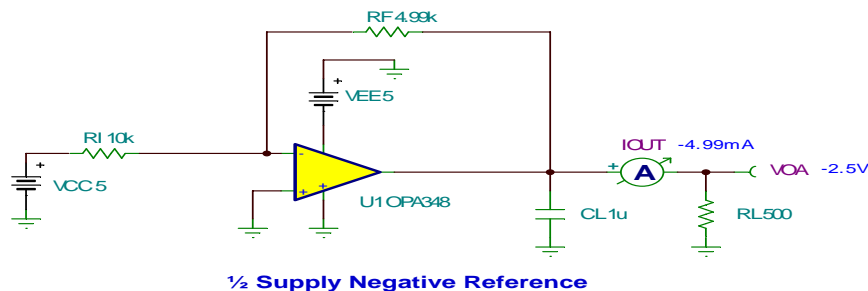 RF 4.99k
+
VEE 5
RI 10k
+
VCC 5
-
+
+
U1 OPA348
IOUT -4.99mA
+
A
VOA -2.5V
CL 1u
RL 500
½ Supply Negative Reference